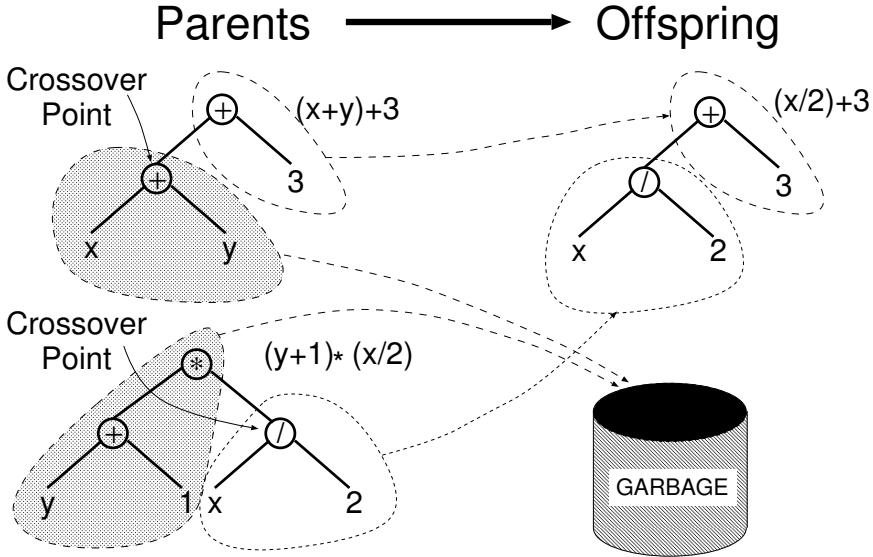 Parents
Offspring
Crossover
Point
+
(x+y)+3
+
3
x
y
+
(x/2)+3
/
3
x
2
Crossover
Point
*
(y+1)* (x/2)
+
/
y
1
x
2
GARBAGE